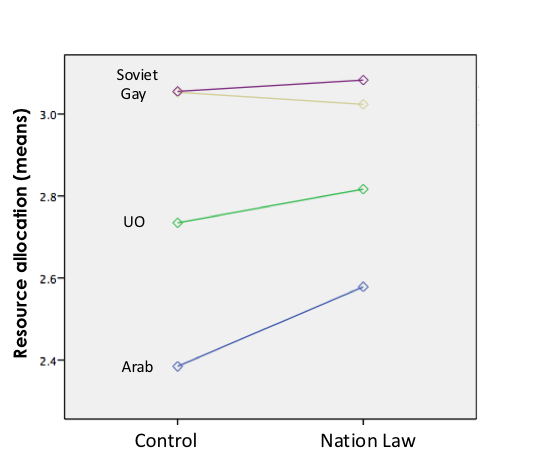 Soviet
Gay
3.0
2.8
UO
2.6
2.4
Arab
Resource allocation (means)
Control
Nation Law